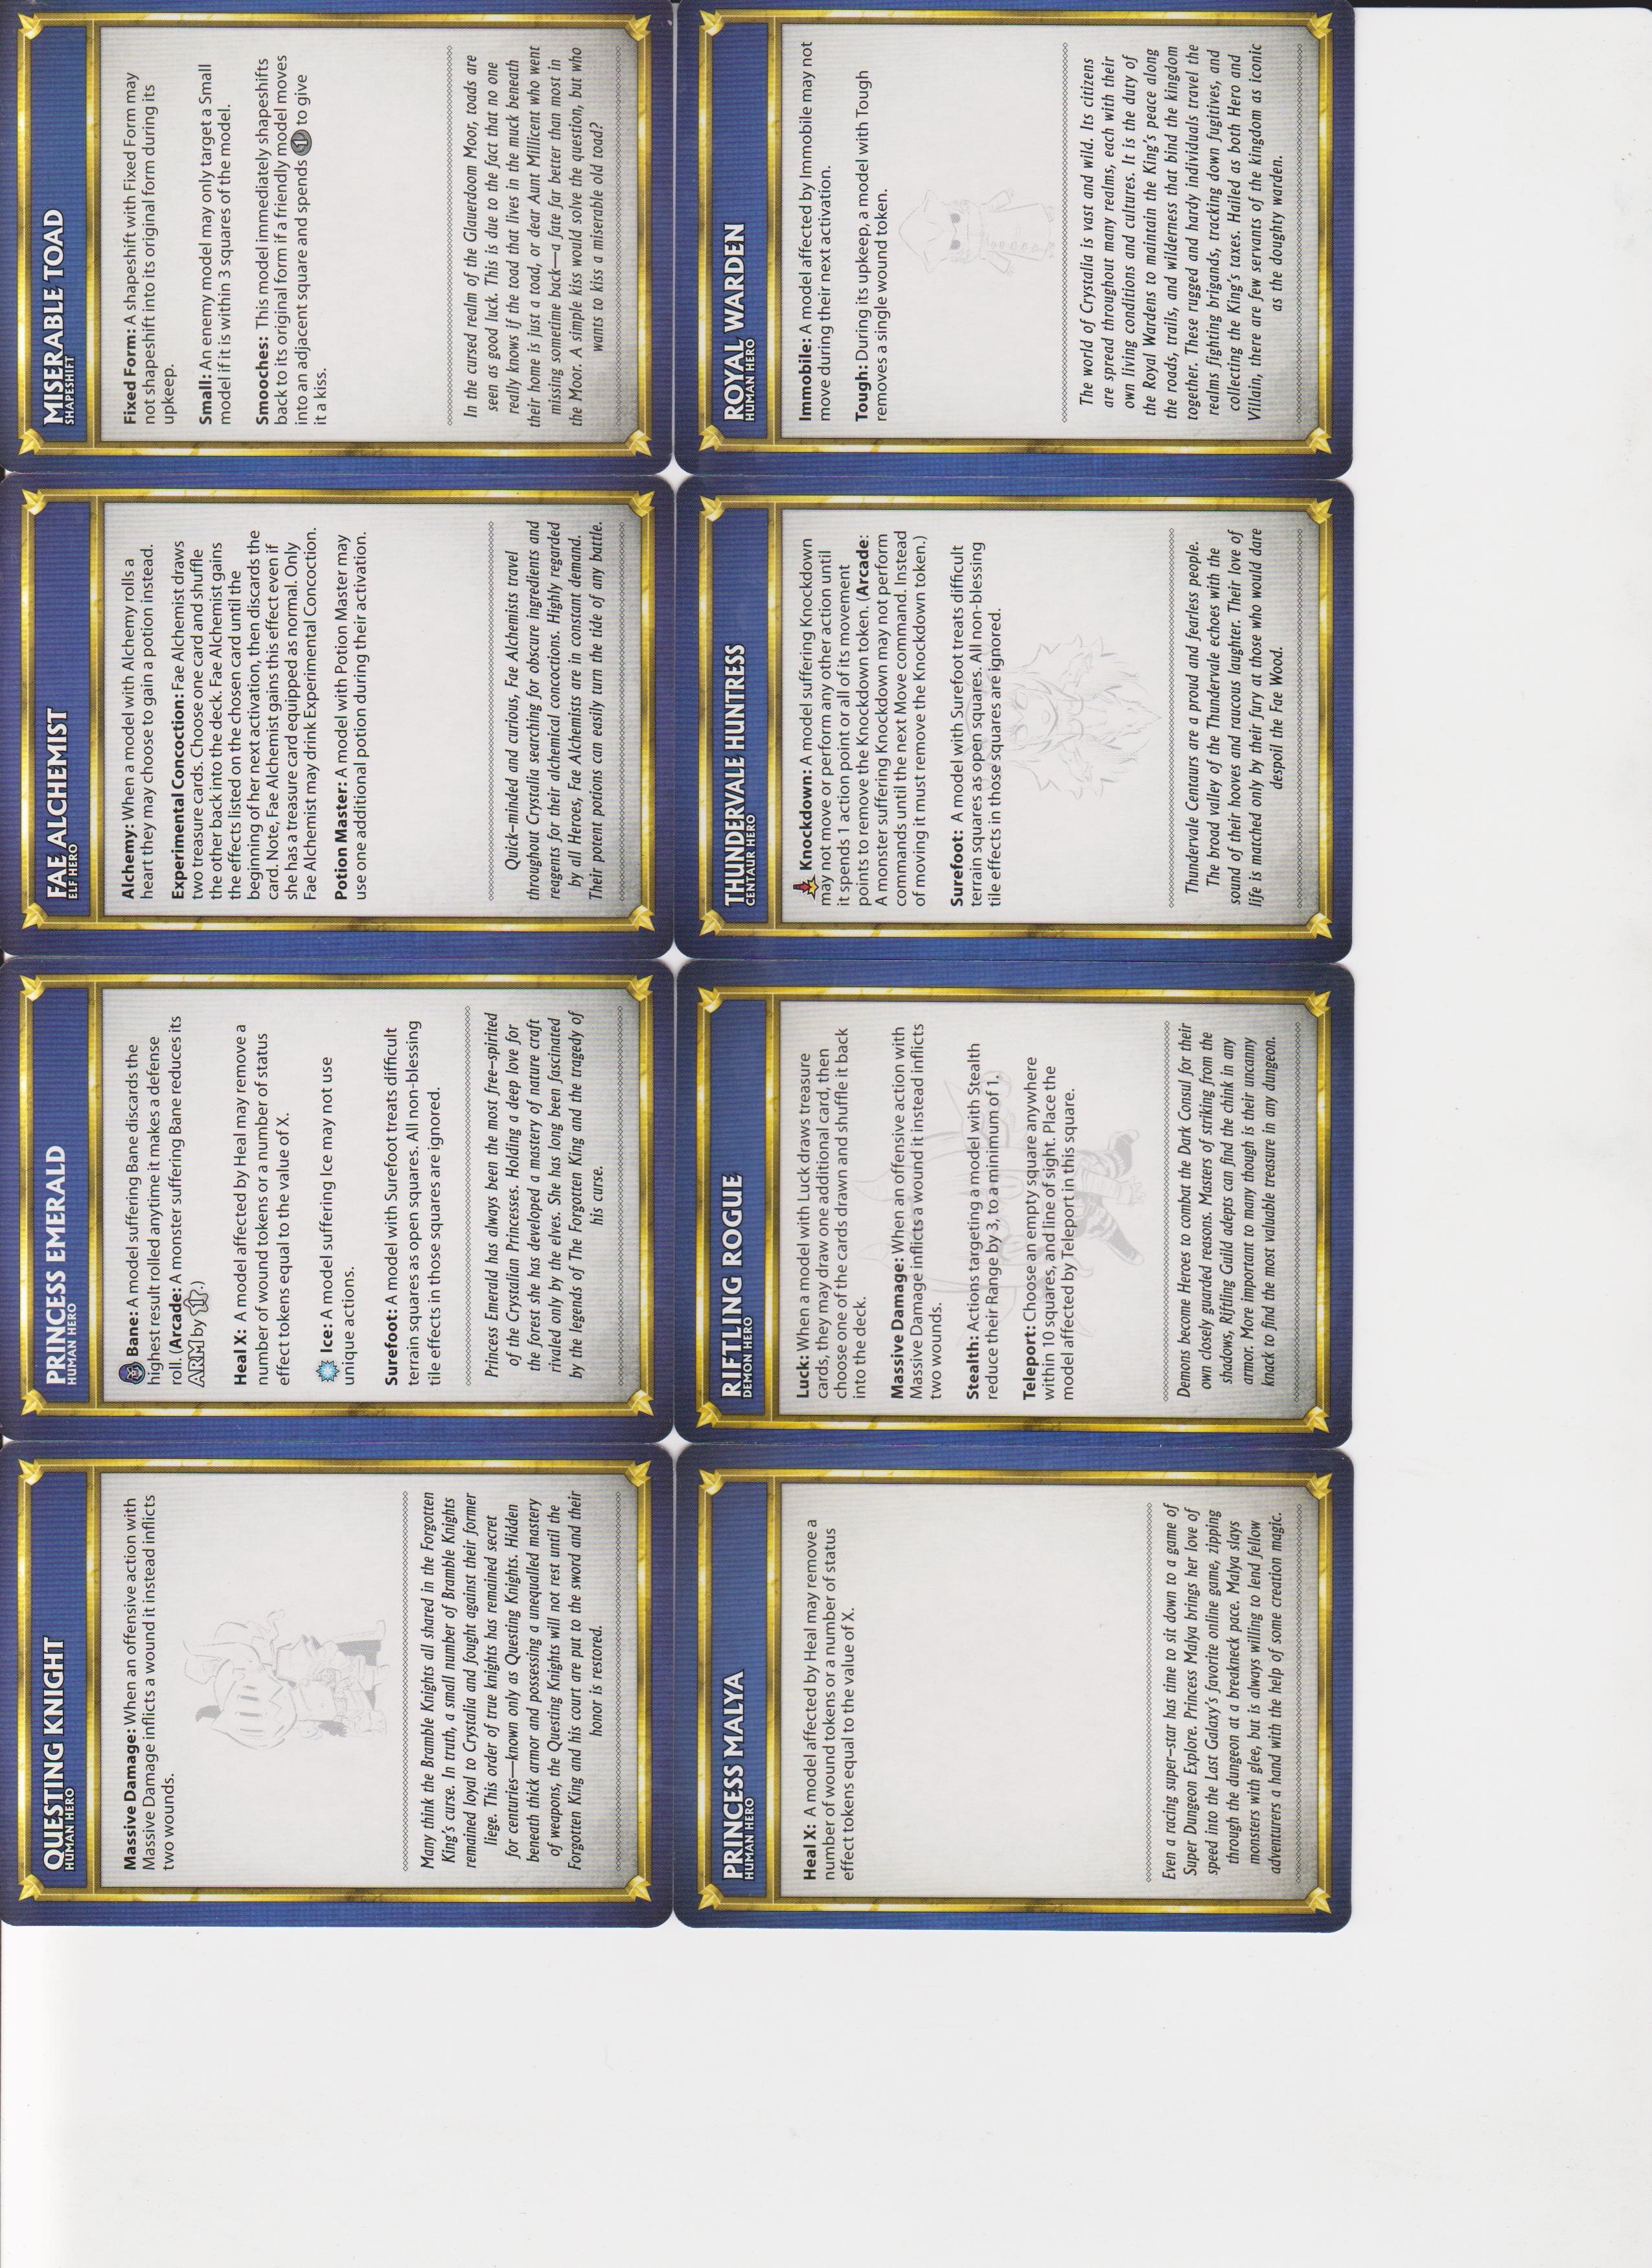 QUESTING KNIGHT
HUMAN HERO
Massive Damage: When an offensive action with
Massive Damage inflicts a wound it instead inflicts
two wounds.
Many think the Bramble Knights all shared in the Forgotten
King's curse. In truth, a small number of Bramble Knights
remained loyal to Crystalia and fought against their former
liege. This order of true knights has remained secret
for centuries—known only as Questing Knights. Hidden
beneath thick armor and possessing a unequalled mastery
of weapons, the Questing Knights will not rest until the
Forgotten King and his court are put to the sword and their
honor is restored.
PRINCESS EMERALD
HUMAN HERO
Bane: A model suffering Bane discards the
highest result rolled anytime it makes a defense
roll. (Arcade: A monster suffering Bane reduces its
ARM by 1.)
Heal X: A model affected by Heal may remove a
number of wound tokens or a number of status
effect tokens equal to the value of X.
Ice: A model suffering Ice may not use
unique actions.
Surefoot: A model with Surefoot treats difficult
terrain squares as open squares. All non-blessing
tile effects in those squares are ignored.
Princess Emerald has always been the most free-spirited
of the Crystalian Princesses. Holding a deep love for
the forest she has developed a mastery of nature craft
rivaled only by the elves. She has long been fascinated
by the legends of The Forgotten King and the tragedy of
his curse.
FAE ALCHEMIST
ELF HERO
Alchemy: When a model with Alchemy rolls a
heart they may choose to gain a potion instead.
Experimental Concoction: Fae Alchemist draws
two treasure cards. Choose one card and shuffle
the other back into the deck. Fae Alchemist gains
the effects listed on the chosen card until the
beginning of her next activation, then discards the
card. Note, Fae Alchemist gains this effect even if
she has a treasure card equipped as normal. Only
Fae Alchemist may drink Experimental Concoction.
Potion Master: A model with Potion Master may
use one additional potion during their activation.
Quick-minded and curious, Fae Alchemists travel
throughout Crystalia searching for obscure ingredients and
reagents for their alchemical concoctions. Highly regarded
by all Heroes, Fae Alchemists are in constant demand.
Their potent potions can easily turn the tide of any battle.
MISERABLE TOAD
SHAPESHIFT
Fixed Form: A shapeshift with Fixed Form may
not shapeshift into its original form during its
upkeep.
Small: An enemy model may only target a Small
model if it is within 3 squares of the model.
Smooches: This model immediately shapeshifts
back to its original form if a friendly model moves
into an adjacent square and spends 1 to give
it a kiss.
In the cursed realm of the Glauerdoom Moor, toads are
seen as good luck. This is due to the fact that no one
really knows if the toad that lives in the muck beneath
their home is just a toad, or dear Aunt Millicent who went
missing sometime back—a fate far better than most in
the Moor. A simple kiss would solve the question, but who
wants to kiss a miserable old toad?
PRINCESS MALYA
HUMAN HERO
Heal X: A model affected by Heal may remove a
number of wound tokens or a number of status
effect tokens equal to the value of X.
Even a racing super-star has time to sit down to a game of
Super Dungeon Explore. Princess Malya brings her love of
speed into the Last Galaxy's favorite online game, zipping
through the dungeon at a breakneck pace. Malya slays
monsters with glee, but is always willing to lend fellow
adventurers a hand with the help of some creation magic.
RIFTLING ROGUE
DEMON HERO
Luck: When a model with Luck draws treasure
cards, they may draw one additional card, then
choose one of the cards drawn and shuffle it back
into the deck.
Massive Damage: When an offensive action with
Massive Damage inflicts a wound it instead inflicts
two wounds.
Stealth: Actions targeting a model with Stealth
reduce their Range by 3, to a minimum of 1.
Teleport: Choose an empty square anywhere
within 10 squares, and line of sight. Place the
model affected by Teleport in this square.
Demons become Heroes to combat the Dark Consul for their
own closely guarded reasons. Masters of striking from the
shadows, Riftling Guild adepts can find the chink in any
armor. More important to many though is their uncanny
knack to find the most valuable treasure in any dungeon.
THUNDERVALE HUNTRESS
CENTAUR HERO
Knockdown: A model suffering Knockdown
may not move or perform any other action until
it spends 1 action point or all of its movement
points to remove the Knockdown token. (Arcade:
A monster suffering Knockdown may not perform
commands until the next Move command. Instead
of moving it must remove the Knockdown token.)
Surefoot: A model with Surefoot treats difficult
terrain squares as open squares. All non-blessing
tile effects in those squares are ignored.
Thundervale Centaurs are a proud and fearless people.
The broad valley of the Thundervale echoes with the
sound of their hooves and raucous laughter. Their love of
life is matched only by their fury at those who would dare
despoil the Fae Wood.
ROYAL WARDEN
HUMAN HERO
Immobile: A model affected by Immobile may not
move during their next activation.
Tough: During its upkeep, a model with Tough
removes a single wound token.
The world of Crystalia is vast and wild. Its citizens
are spread throughout many realms, each with their
own living conditions and cultures. It is the duty of
the Royal Wardens to maintain the King's peace along
the roads, trails, and wilderness that bind the kingdom
together. These rugged and hardy individuals travel the
realms fighting brigands, tracking down fugitives, and
collecting the King's taxes. Hailed as both Hero and
Villain, there are few servants of the kingdom as iconic
as the doughty warden.